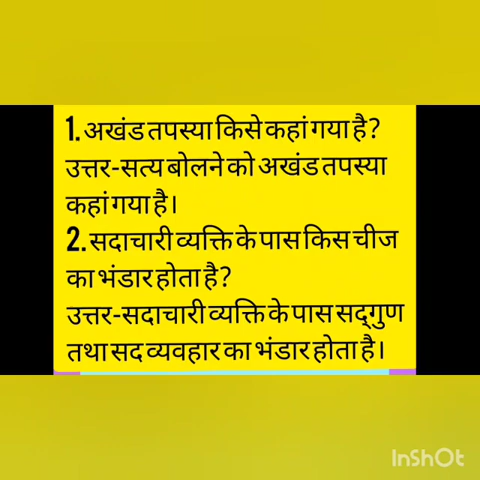 1. अखंड तपस्या किसे कहां गया है?
उत्तर-सत्य बोलने को अखंड तपस्या
कहां गया है।
2. सदाचारी व्यक्ति के पास किस चीज
का भंडार होता है?
उत्तर-सदाचारी व्यक्ति के पास सद्गुण
तथा सद व्यवहार का भंडार होता है।
InShOt